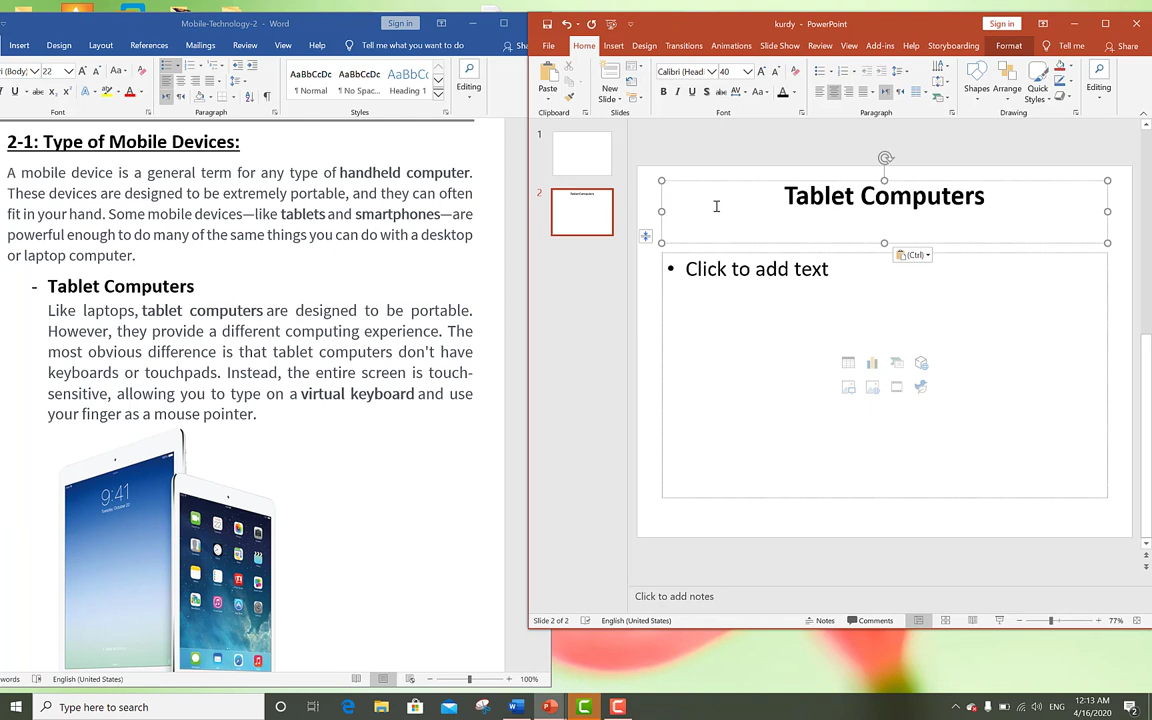 Mobile-Technology-2 - Word
Sign in
Insert Design Layout References Mailings Review View Help Tell me what you want to do
Body) 22
AaBbCcDc AaBbCcDc AaBbCc
¶ Normal ¶ No Spac... Heading 1
Editing
Paragraph Styles
kurdy - PowerPoint
Sign in
File Home Insert Design Transitions Animations Slide Show Review View Add-ins Help Storyboarding Format Tell me Share
Calibri (Head 40
Paste New Slide Shapes Arrange Quick Styles Editing
Clipboard Slides Font Paragraph Drawing
2-1: Type of Mobile Devices:
A mobile device is a general term for any type of handheld computer.
These devices are designed to be extremely portable, and they can often
fit in your hand. Some mobile devices—like tablets and smartphones—are
powerful enough to do many of the same things you can do with a desktop
or laptop computer.
- Tablet Computers
Like laptops, tablet computers are designed to be portable.
However, they provide a different computing experience. The
most obvious difference is that tablet computers don't have
keyboards or touchpads. Instead, the entire screen is touch-
sensitive, allowing you to type on a virtual keyboard and use
your finger as a mouse pointer.
9:41
words English (United States) 100%
1
2
Tablet Computers
(Ctrl)
• Click to add text
Click to add notes
Slide 2 of 2 English (United States) Notes Comments 77%
Type here to search
ENG
12:13 AM
4/16/2020
2